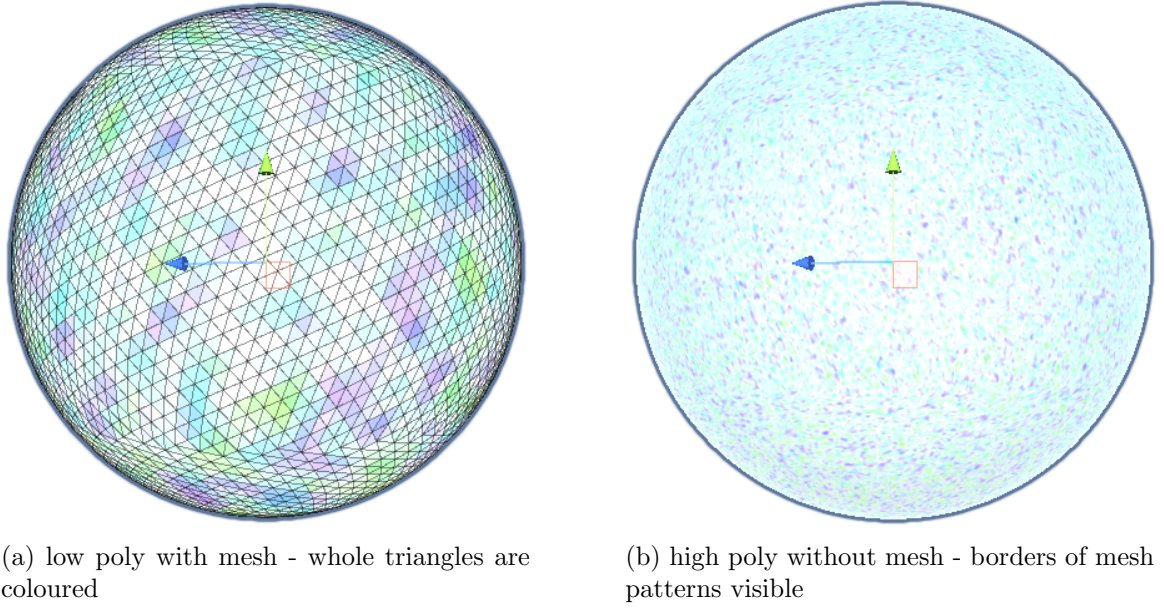 (a) low poly with mesh - whole triangles are
coloured
(b) high poly without mesh - borders of mesh
patterns visible